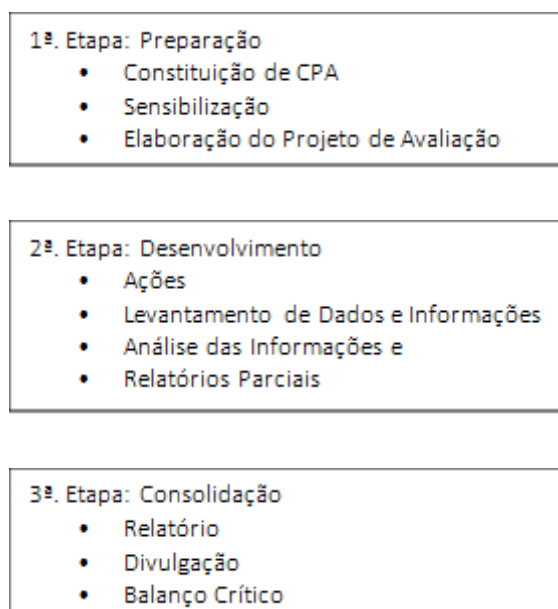 1ª. Etapa: Preparação
• Constituição de CPA
• Sensibilização
• Elaboração do Projeto de Avaliação
2ª. Etapa: Desenvolvimento
• Ações
• Levantamento de Dados e Informações
• Análise das Informações e
• Relatórios Parciais
3ª. Etapa: Consolidação
• Relatório
• Divulgação
• Balanço Crítico